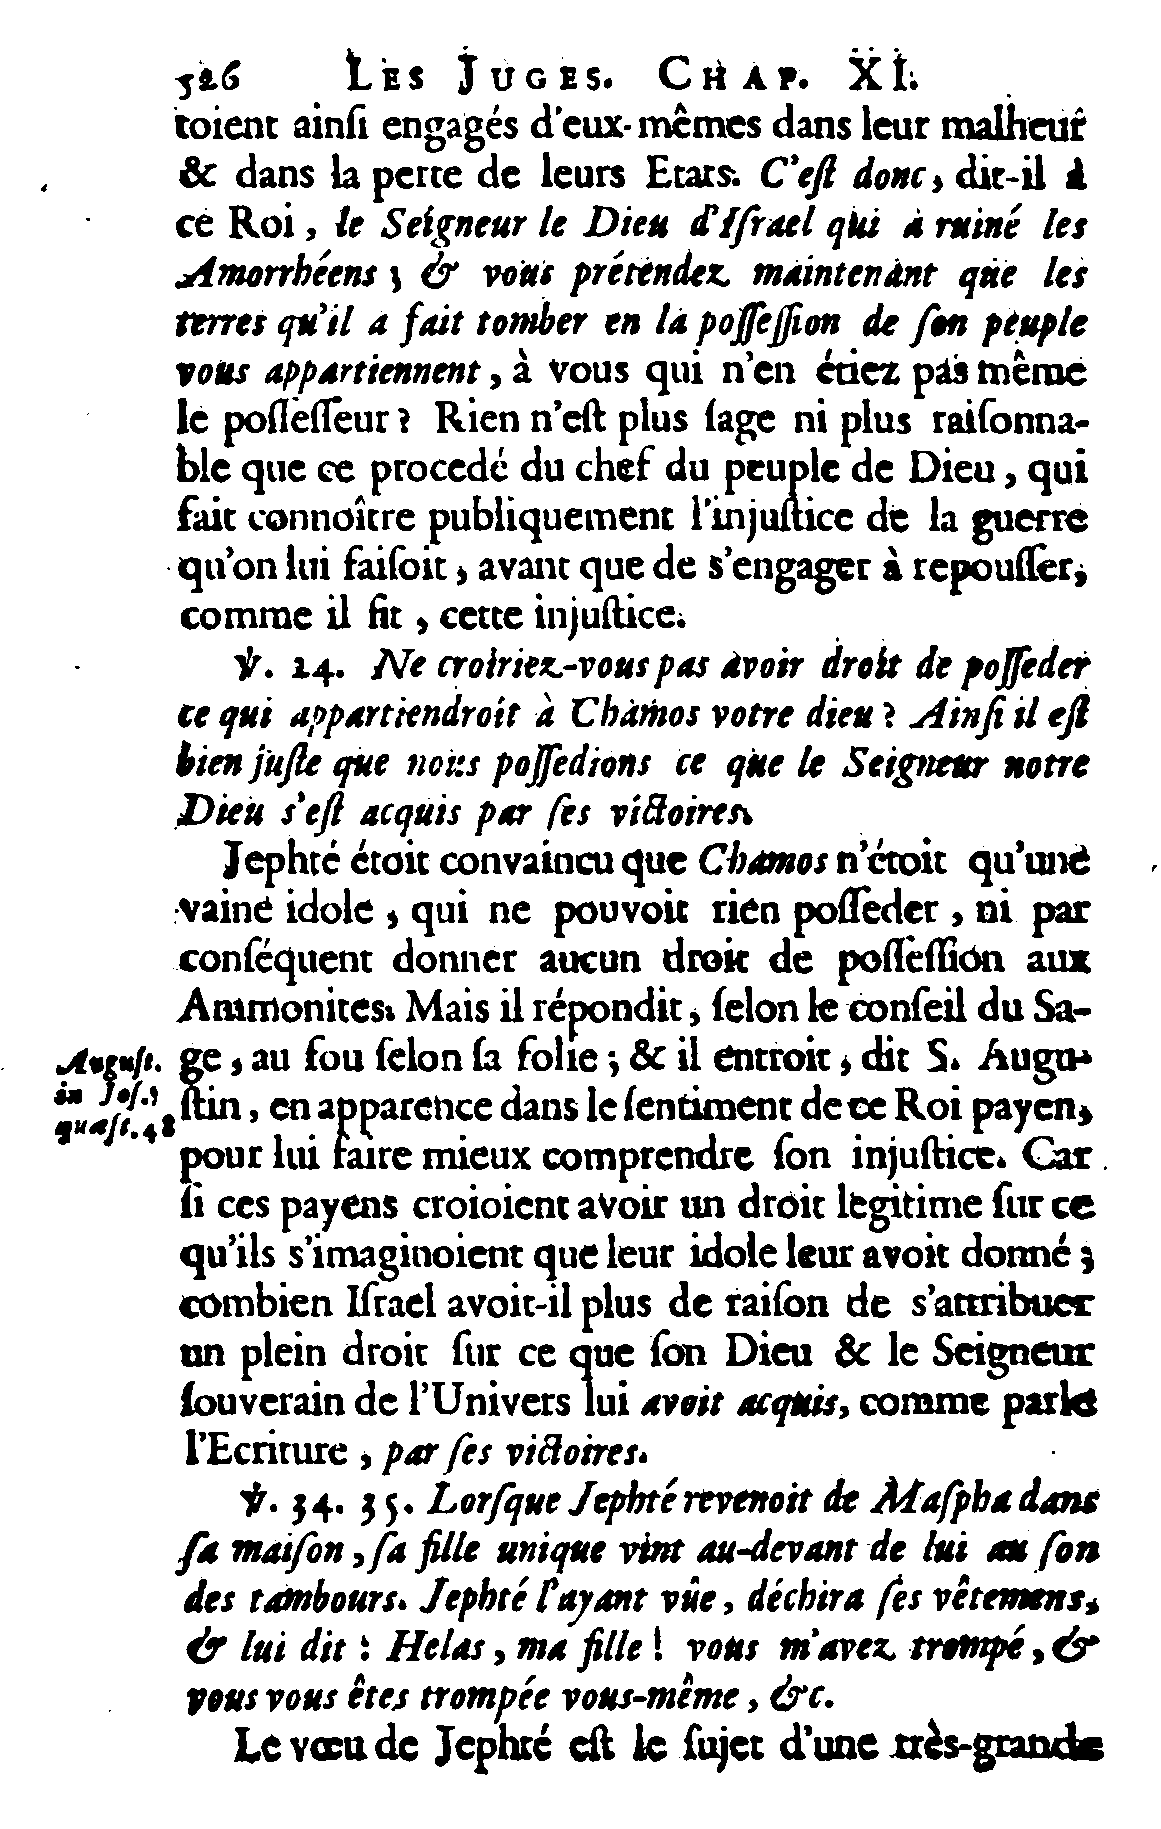 526 LES JUGES. CHAP. XI.
toient ainſi engagés d'eux-mêmes dans leur malheur
& dans la perte de leurs Etats. C'eſt donc, dit-il à
ce Roi, le Seigneur le Dieu d'Iſrael qui a ruiné les
Amorrhéens ; & vous prétendez maintenant que les
terres qu'il a fait tomber en la poſſeſſion de ſon peuple
vous appartiennent, à vous qui n'en étiez pas même
le poſſeſſeur ? Rien n'eſt plus ſage ni plus raiſonna-
ble que ce procedé du chef du peuple de Dieu, qui
fait connoître publiquement l'injuſtice de la guerre
qu'on lui faiſoit, avant que de s'engager à repouſſer,
comme il fit, cette injuſtice.
℣. 24. Ne croiriez-vous pas avoir droit de poſſeder
ce qui appartiendroit à Chamos votre dieu ? Ainſi il eſt
bien juſte que nous poſſedions ce que le Seigneur notre
Dieu s'eſt acquis par ſes victoires.
Jephté étoit convaincu que Chamos n'étoit qu'une
vaine idole, qui ne pouvoit rien poſſeder, ni par
conſéquent donner aucun droit de poſſeſſion aux
Ammonites. Mais il répondit, ſelon le conſeil du Sa-
ge, au fou ſelon ſa folie ; & il entroit, dit S. Augu-
ſtin, en apparence dans le ſentiment de ce Roi payen,
pour lui faire mieux comprendre ſon injuſtice. Car
ſi ces payens croioient avoir un droit legitime ſur ce
qu'ils s'imaginoient que leur idole leur avoit donné ;
combien Iſrael avoit-il plus de raiſon de s'attribuer
un plein droit ſur ce que ſon Dieu & le Seigneur
ſouverain de l'Univers lui avoit acquis, comme parle
l'Ecriture, par ſes victoires.
℣. 34. 35. Lorſque Jephté revenoit de Maſpha dans
ſa maiſon, ſa fille unique vint au-devant de lui au ſon
des tambours. Jephté l'ayant vûe, déchira ſes vêtemens,
& lui dit : Helas, ma fille ! vous m'avez trompé, &
vous vous êtes trompée vous-même, &c.
Le vœu de Jephté eſt le ſujet d'une très-grande
Auguſt.
in Joſ.
quæſt. 48